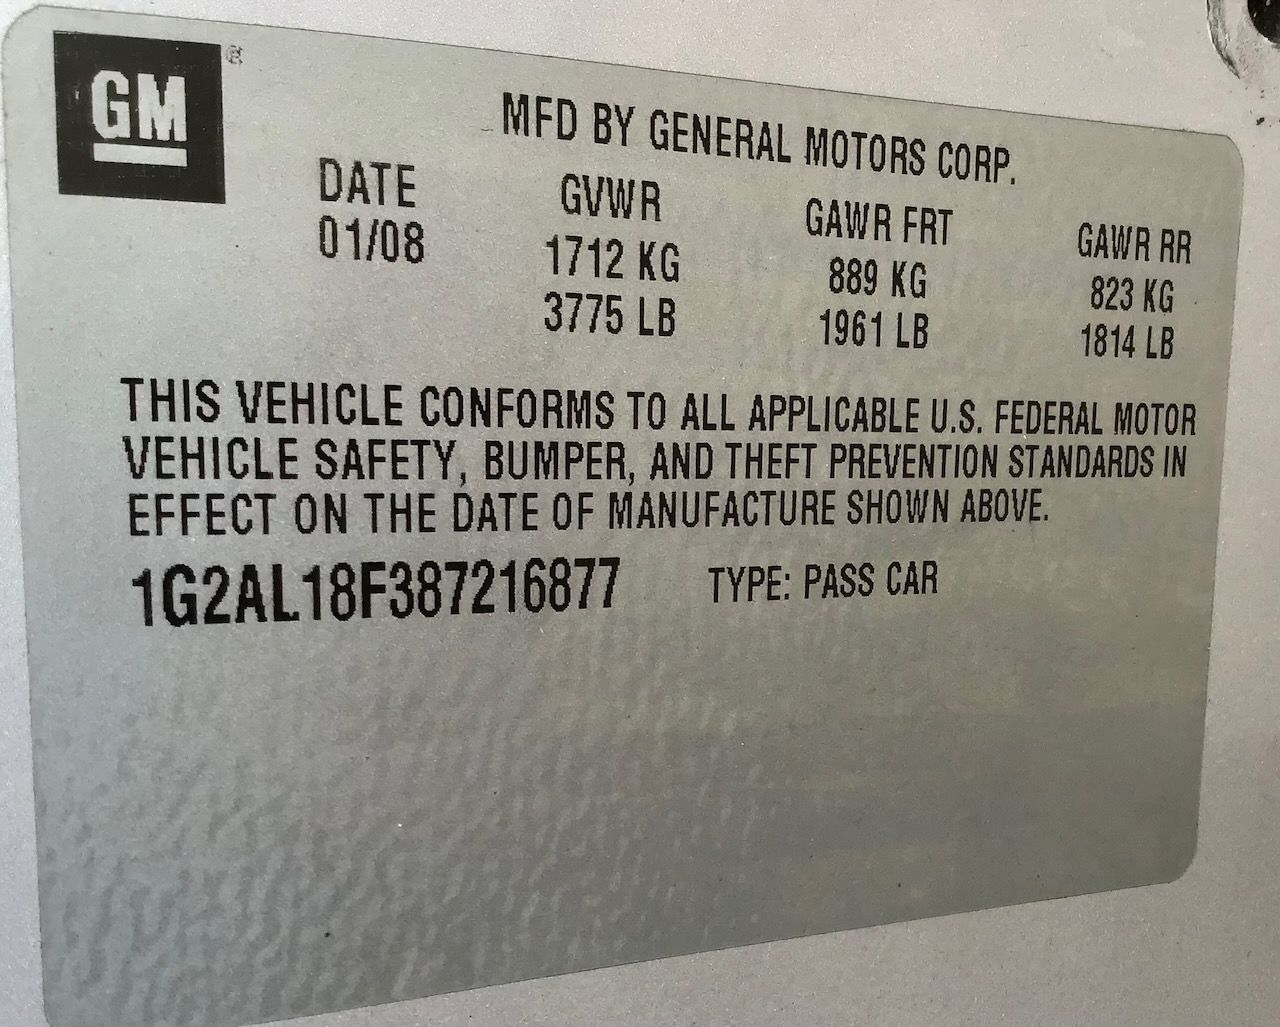 GM ®
MFD BY GENERAL MOTORS CORP.
DATE GVWR GAWR FRT GAWR RR
01/08 1712 KG 889 KG 823 KG
3775 LB 1961 LB 1814 LB
THIS VEHICLE CONFORMS TO ALL APPLICABLE U.S. FEDERAL MOTOR
VEHICLE SAFETY, BUMPER, AND THEFT PREVENTION STANDARDS IN
EFFECT ON THE DATE OF MANUFACTURE SHOWN ABOVE.
1G2AL18F387216877 TYPE: PASS CAR